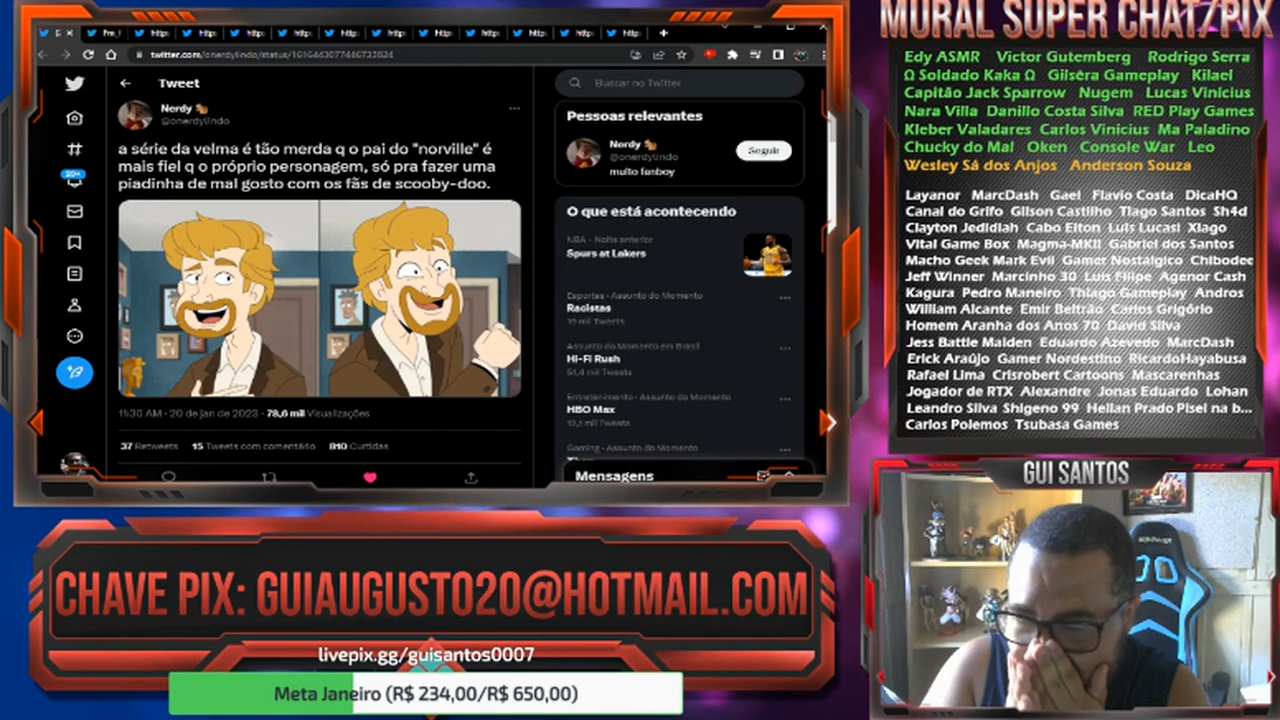 twitter.com/onerdylindo/status/1616443077446733824
Tweet
Nerdy
@onerdylindo
a série da velma é tão merda q o pai do "norville" é
mais fiel q o próprio personagem, só pra fazer uma
piadinha de mal gosto com os fãs de scooby-doo.
11:30 AM · 20 de jan de 2023 · 78,6 mil Visualizações
37 Retweets 15 Tweets com comentário 810 Curtidas
20+
Buscar no Twitter
Pessoas relevantes
Nerdy
@onerdylindo
muito fanboy
Seguir
O que está acontecendo
NBA · Noite anterior
Spurs at Lakers
Esportes · Assunto do Momento
Racistas
19 mil Tweets
Assunto do Momento em Brasil
Hi-Fi Rush
51,4 mil Tweets
Entretenimento · Assunto do Momento
HBO Max
Gaming · Assunto do Momento
Mensagens
MURAL SUPER CHAT/PIX
Edy ASMR Victor Gutemberg Rodrigo Serra
Ω Soldado Kaka Ω Gilsêra Gameplay Kilael
Capitão Jack Sparrow Nugem Lucas Vinicius
Nara Villa Danillo Costa Silva RED Play Games
Kleber Valadares Carlos Vinicius Ma Paladino
Chucky do Mal Oken Console War Leo
Wesley Sá dos Anjos Anderson Souza
Layanor MarcDash Gael Flavio Costa DicaHQ
Canal do Grifo Gilson Castilho Tiago Santos Sh4d
Clayton Jedidiah Cabo Elton Luis Lucasi Xiago
Vital Game Box Magma-MKII Gabriel dos Santos
Macho Geek Mark Evil Gamer Nostálgico Chibodee
Jeff Winner Marcinho 30 Luis Filipe Agenor Cash
Kagura Pedro Maneiro Thiago Gameplay Andros
William Alcante Emir Beltrão Carlos Grigório
Homem Aranha dos Anos 70 David Silva
Jess Battle Maiden Eduardo Azevedo MarcDash
Erick Araújo Gamer Nordestino RicardoHayabusa
Rafael Lima Crisrobert Cartoons Mascarenhas
Jogador de RTX Alexandre Jonas Eduardo Lohan
Leandro Silva Shigeno 99 Hellan Prado Pisel na b...
Carlos Polemos Tsubasa Games
GUI SANTOS
CHAVE PIX: GUIAUGUSTO20@HOTMAIL.COM
livepix.gg/guisantos0007
Meta Janeiro (R$ 234,00/R$ 650,00)